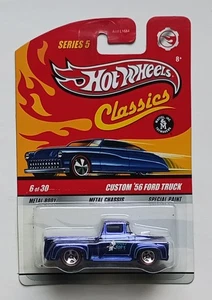 SERIES 5
Hot Wheels
8+
Classics
6 of 30
CUSTOM '56 FORD TRUCK
METAL BODY METAL CHASSIS SPECIAL PAINT